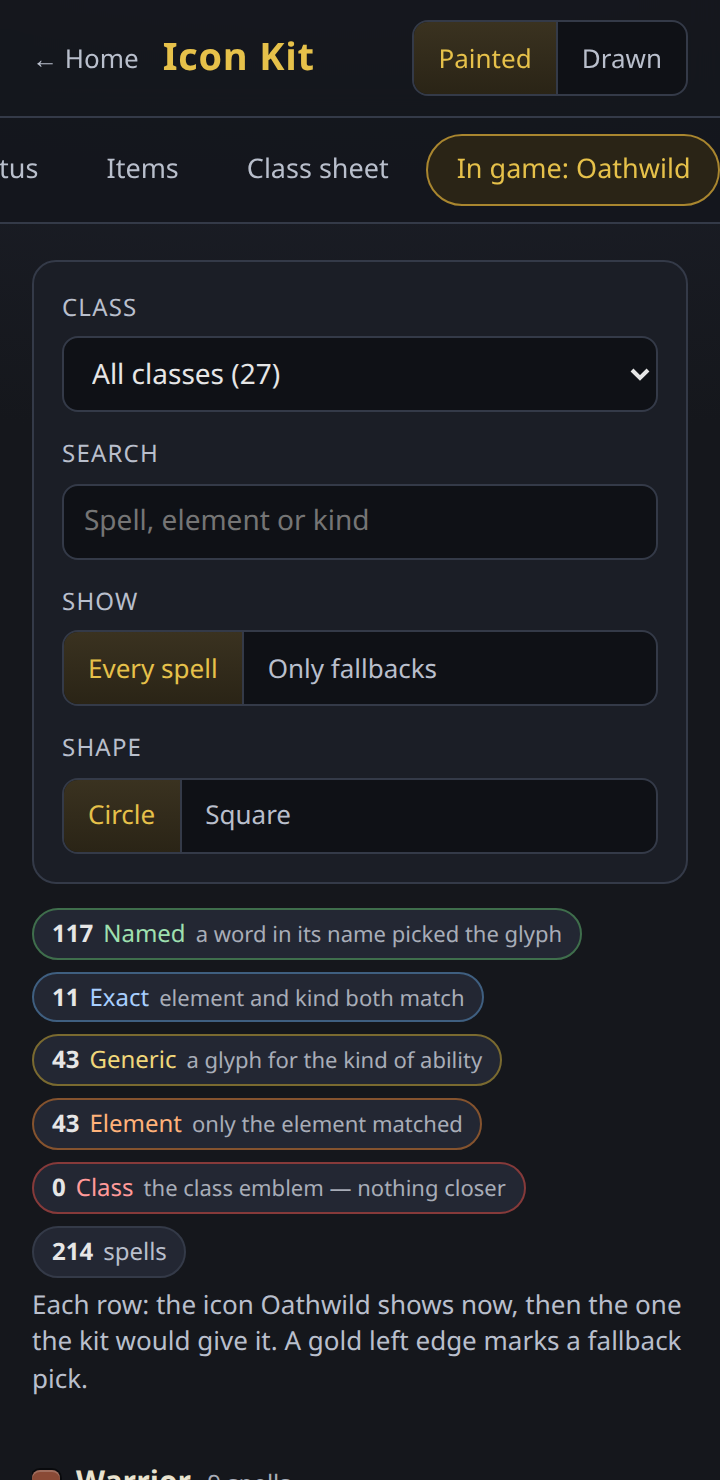 ← Home Icon Kit Painted Drawn
tus Items Class sheet In game: Oathwild
CLASS
All classes (27)
SEARCH
Spell, element or kind
SHOW
Every spell Only fallbacks
SHAPE
Circle Square
117 Named a word in its name picked the glyph
11 Exact element and kind both match
43 Generic a glyph for the kind of ability
43 Element only the element matched
0 Class the class emblem — nothing closer
214 spells
Each row: the icon Oathwild shows now, then the one
the kit would give it. A gold left edge marks a fallback
pick.
Warrior spells